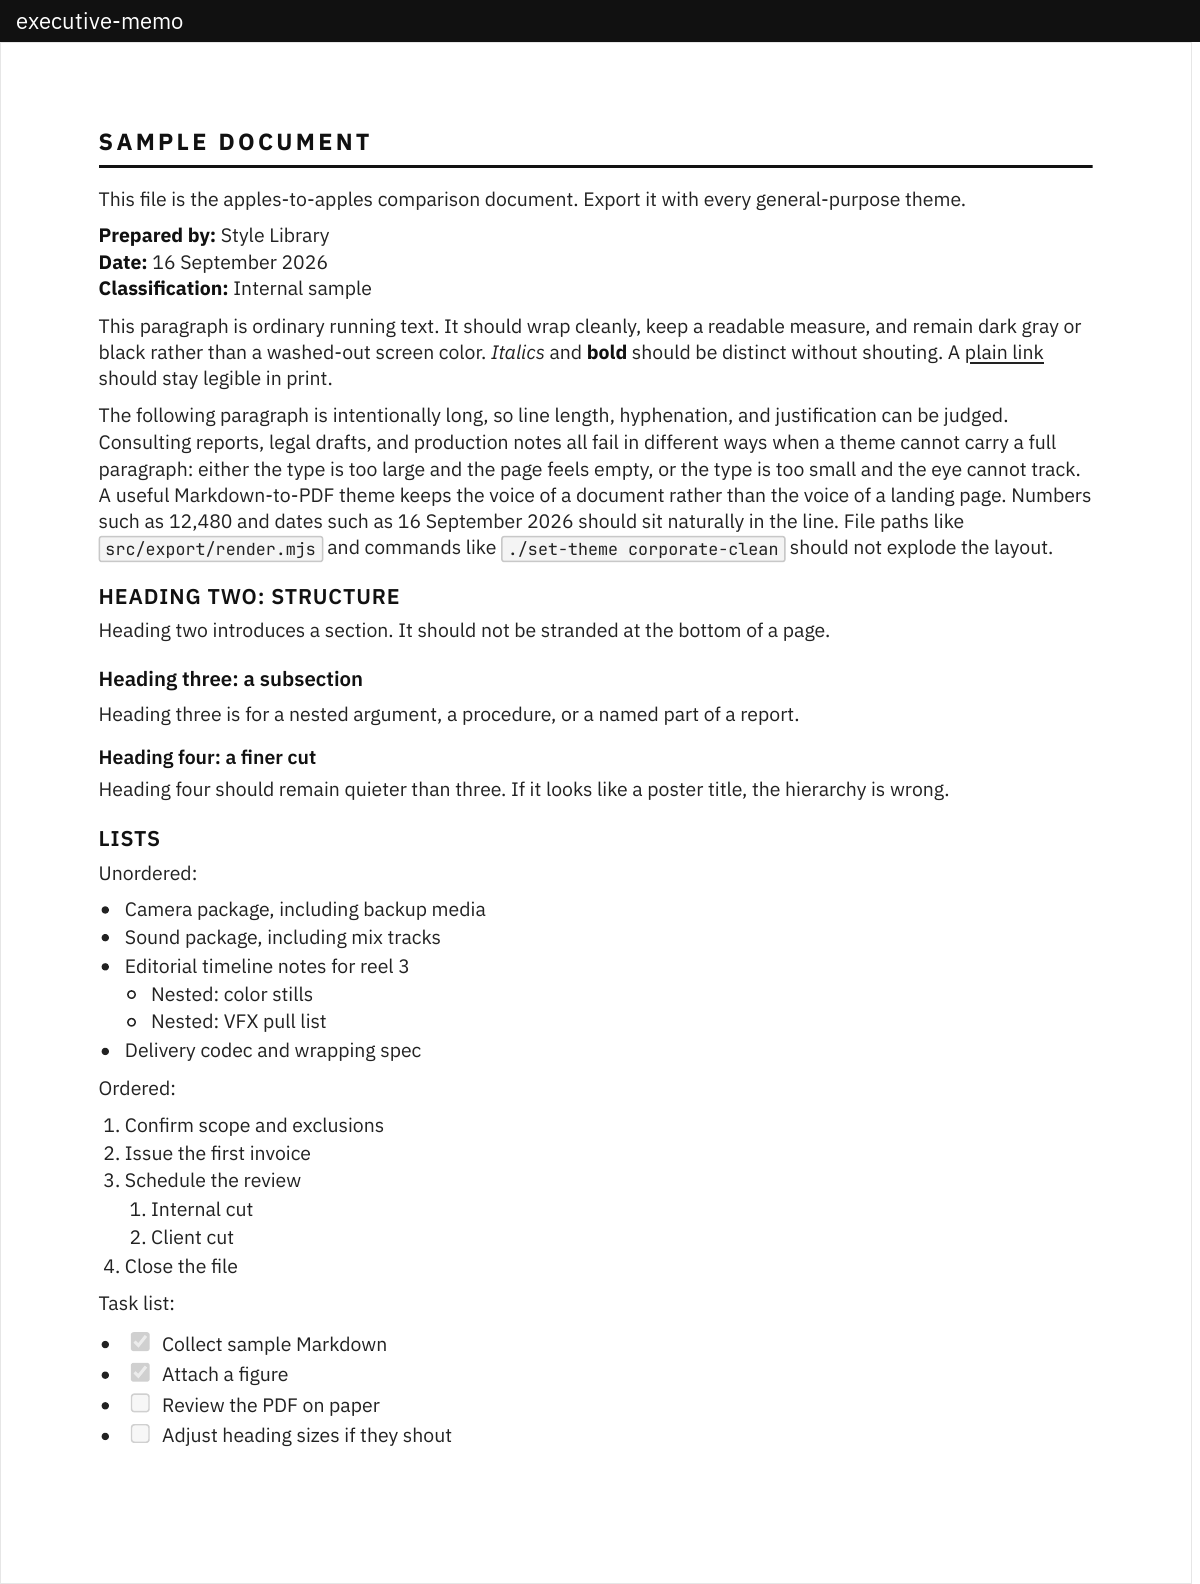 executive-memo
SAMPLE DOCUMENT
This file is the apples-to-apples comparison document. Export it with every general-purpose theme.
Prepared by: Style Library
Date: 16 September 2026
Classification: Internal sample
This paragraph is ordinary running text. It should wrap cleanly, keep a readable measure, and remain dark gray or
black rather than a washed-out screen color. Italics and bold should be distinct without shouting. A plain link
should stay legible in print.
The following paragraph is intentionally long, so line length, hyphenation, and justification can be judged.
Consulting reports, legal drafts, and production notes all fail in different ways when a theme cannot carry a full
paragraph: either the type is too large and the page feels empty, or the type is too small and the eye cannot track.
A useful Markdown-to-PDF theme keeps the voice of a document rather than the voice of a landing page. Numbers
such as 12,480 and dates such as 16 September 2026 should sit naturally in the line. File paths like
src/export/render.mjs and commands like ./set-theme corporate-clean should not explode the layout.
HEADING TWO: STRUCTURE
Heading two introduces a section. It should not be stranded at the bottom of a page.
Heading three: a subsection
Heading three is for a nested argument, a procedure, or a named part of a report.
Heading four: a finer cut
Heading four should remain quieter than three. If it looks like a poster title, the hierarchy is wrong.
LISTS
Unordered:
• Camera package, including backup media
• Sound package, including mix tracks
• Editorial timeline notes for reel 3
◦ Nested: color stills
◦ Nested: VFX pull list
• Delivery codec and wrapping spec
Ordered:
1. Confirm scope and exclusions
2. Issue the first invoice
3. Schedule the review
1. Internal cut
2. Client cut
4. Close the file
Task list:
• Collect sample Markdown
• Attach a figure
• Review the PDF on paper
• Adjust heading sizes if they shout